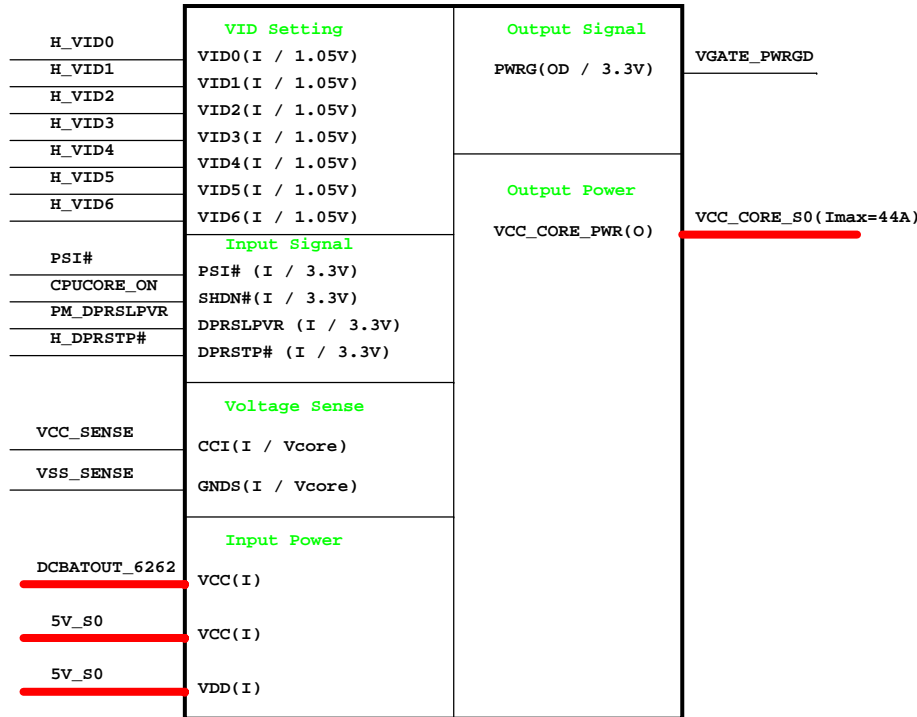 H_VID0
H_VID1
H_VID2
H_VID3
H_VID4
H_VID5
H_VID6
PSI#
CPUCORE_ON
PM_DPRSLPVR
H_DPRSTP#
VCC_SENSE
VSS_SENSE
DCBATOUT_6262
5V_S0
5V_S0
VID Setting
VID0(I / 1.05V)
VID1(I / 1.05V)
VID2(I / 1.05V)
VID3(I / 1.05V)
VID4(I / 1.05V)
VID5(I / 1.05V)
VID6(I / 1.05V)
Input Signal
PSI# (I / 3.3V)
SHDN#(I / 3.3V)
DPRSLPVR (I / 3.3V)
DPRSTP# (I / 3.3V)
Voltage Sense
CCI(I / Vcore)
GNDS(I / Vcore)
Input Power
VCC(I)
VCC(I)
VDD(I)
Output Signal
PWRG(OD / 3.3V)
Output Power
VCC_CORE_PWR(O)
VGATE_PWRGD
VCC_CORE_S0(Imax=44A)